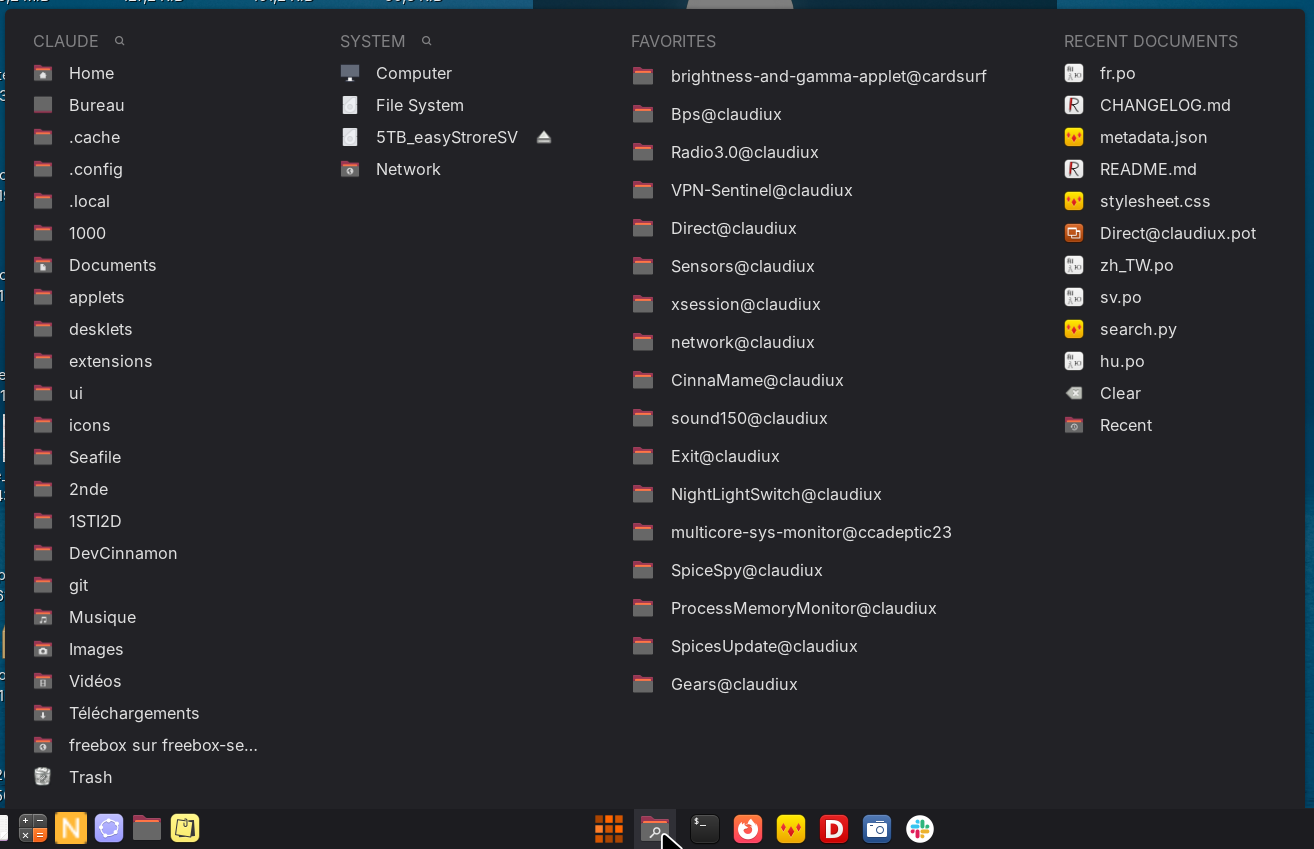 CLAUDE
Home
Bureau
.cache
.config
.local
1000
Documents
applets
desklets
extensions
ui
icons
Seafile
2nde
1STI2D
DevCinnamon
git
Musique
Images
Vidéos
Téléchargements
freebox sur freebox-se...
Trash
SYSTEM
Computer
File System
5TB_easyStroreSV
Network
FAVORITES
brightness-and-gamma-applet@cardsurf
Bps@claudiux
Radio3.0@claudiux
VPN-Sentinel@claudiux
Direct@claudiux
Sensors@claudiux
xsession@claudiux
network@claudiux
CinnaMame@claudiux
sound150@claudiux
Exit@claudiux
NightLightSwitch@claudiux
multicore-sys-monitor@ccadeptic23
SpiceSpy@claudiux
ProcessMemoryMonitor@claudiux
SpicesUpdate@claudiux
Gears@claudiux
RECENT DOCUMENTS
fr.po
CHANGELOG.md
metadata.json
README.md
stylesheet.css
Direct@claudiux.pot
zh_TW.po
sv.po
search.py
hu.po
Clear
Recent